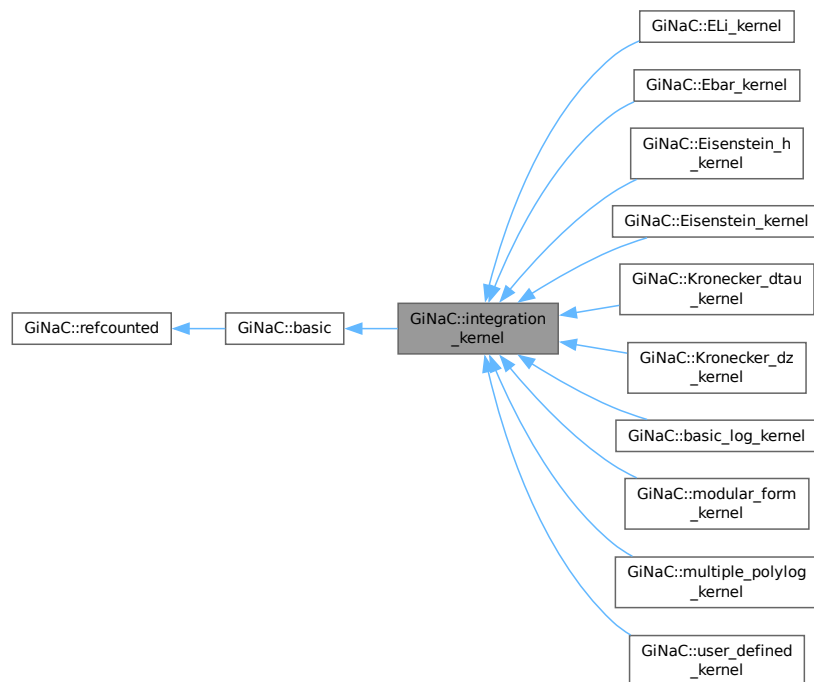 GiNaC::ELi_kernel
GiNaC::Ebar_kernel
GiNaC::Eisenstein_h
_kernel
GiNaC::Eisenstein_kernel
GiNaC::Kronecker_dtau
_kernel
GiNaC::refcounted
GiNaC::basic
GiNaC::integration
_kernel
GiNaC::Kronecker_dz
_kernel
GiNaC::basic_log_kernel
GiNaC::modular_form
_kernel
GiNaC::multiple_polylog
_kernel
GiNaC::user_defined
_kernel